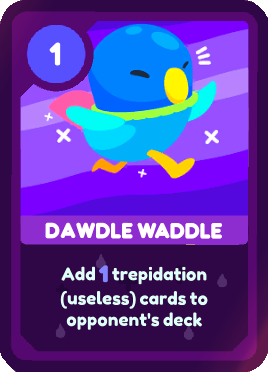 1
DAWDLE WADDLE
Add 1 trepidation
(useless) cards to
opponent's deck